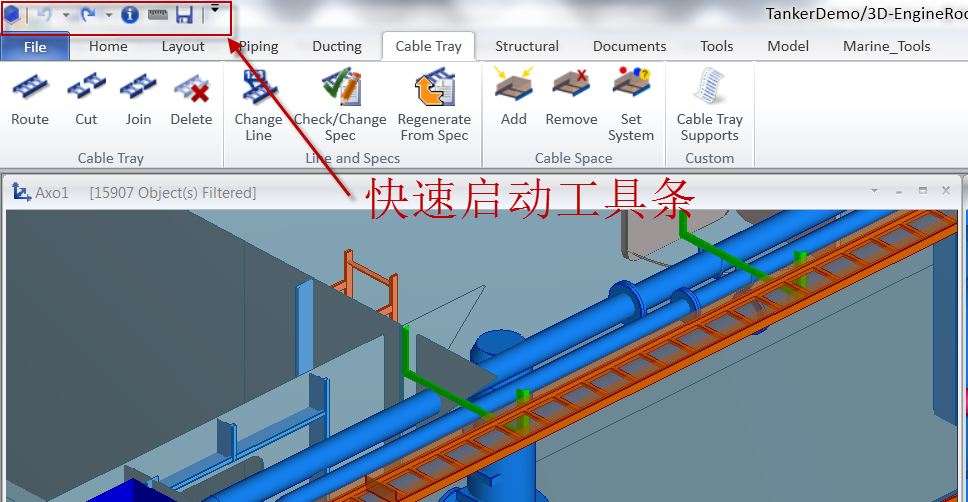 TankerDemo/3D-EngineRoo
File Home Layout Piping Ducting Cable Tray Structural Documents Tools Model Marine_Tools
Route Cut Join Delete Change Line Check/Change Spec Regenerate From Spec Add Remove Set System Cable Tray Supports
Cable Tray Line and Specs Cable Space Custom
Axo1 [15907 Object(s) Filtered]
快速启动工具条